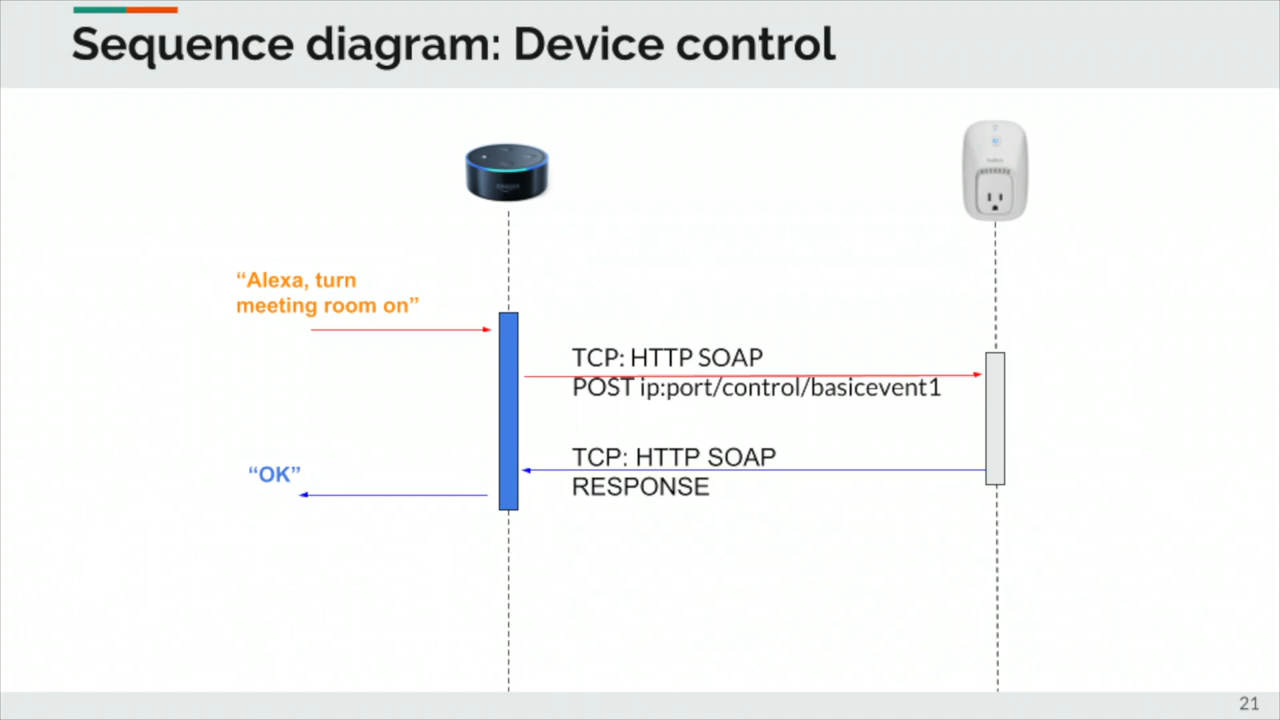 Sequence diagram: Device control
amazon
“Alexa, turn
meeting room on”
TCP: HTTP SOAP
POST ip:port/control/basicevent1
TCP: HTTP SOAP
RESPONSE
“OK”
21